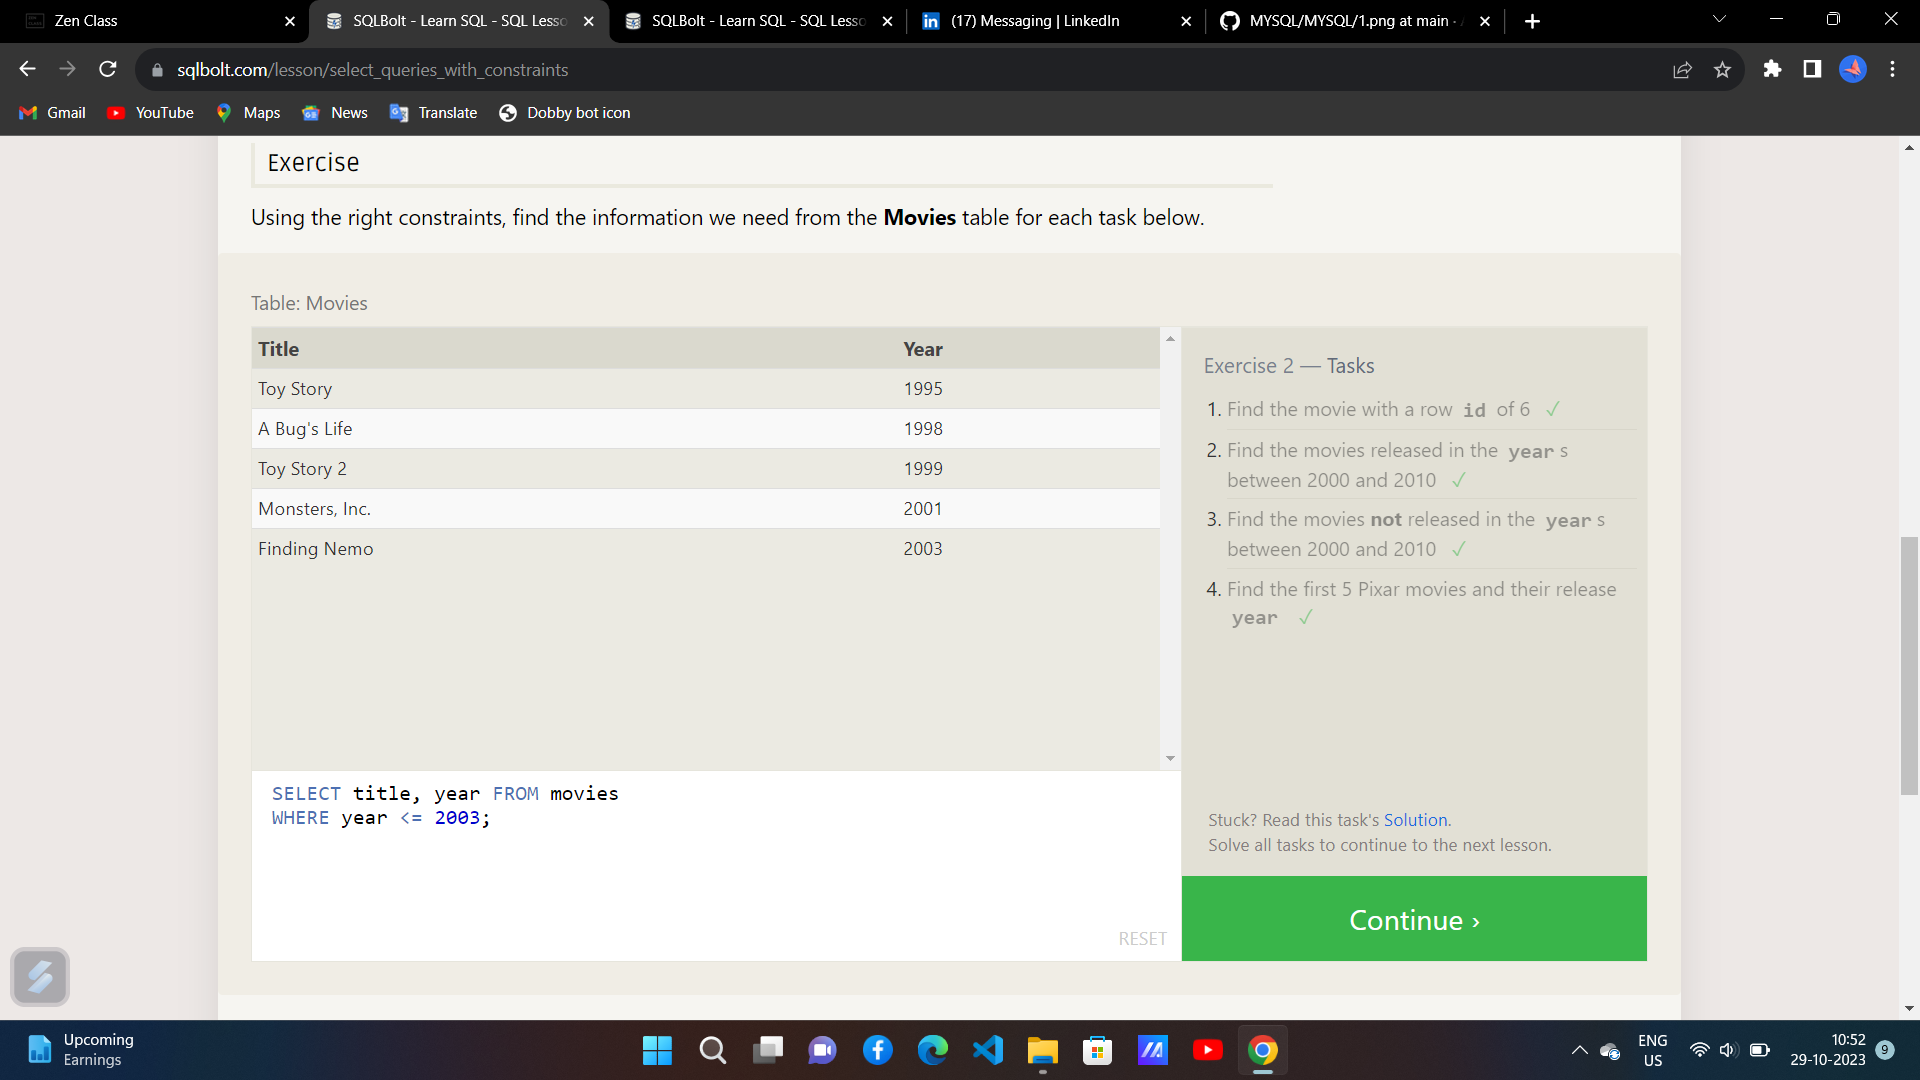 Zen Class
SQLBolt - Learn SQL - SQL Lesso
SQLBolt - Learn SQL - SQL Lesso
(17) Messaging | LinkedIn
MYSQL/MYSQL/1.png at main ·
sqlbolt.com/lesson/select_queries_with_constraints
Gmail
YouTube
Maps
News
Translate
Dobby bot icon
Exercise
Using the right constraints, find the information we need from the Movies table for each task below.
Table: Movies
Title Year
Toy Story 1995
A Bug's Life 1998
Toy Story 2 1999
Monsters, Inc. 2001
Finding Nemo 2003
SELECT title, year FROM movies
WHERE year <= 2003;
RESET
Exercise 2 — Tasks
1. Find the movie with a row id of 6 ✓
2. Find the movies released in the year s
between 2000 and 2010 ✓
3. Find the movies not released in the year s
between 2000 and 2010 ✓
4. Find the first 5 Pixar movies and their release
year ✓
Stuck? Read this task's Solution.
Solve all tasks to continue to the next lesson.
Continue ›
Upcoming
Earnings
ENG
US
10:52
29-10-2023
9